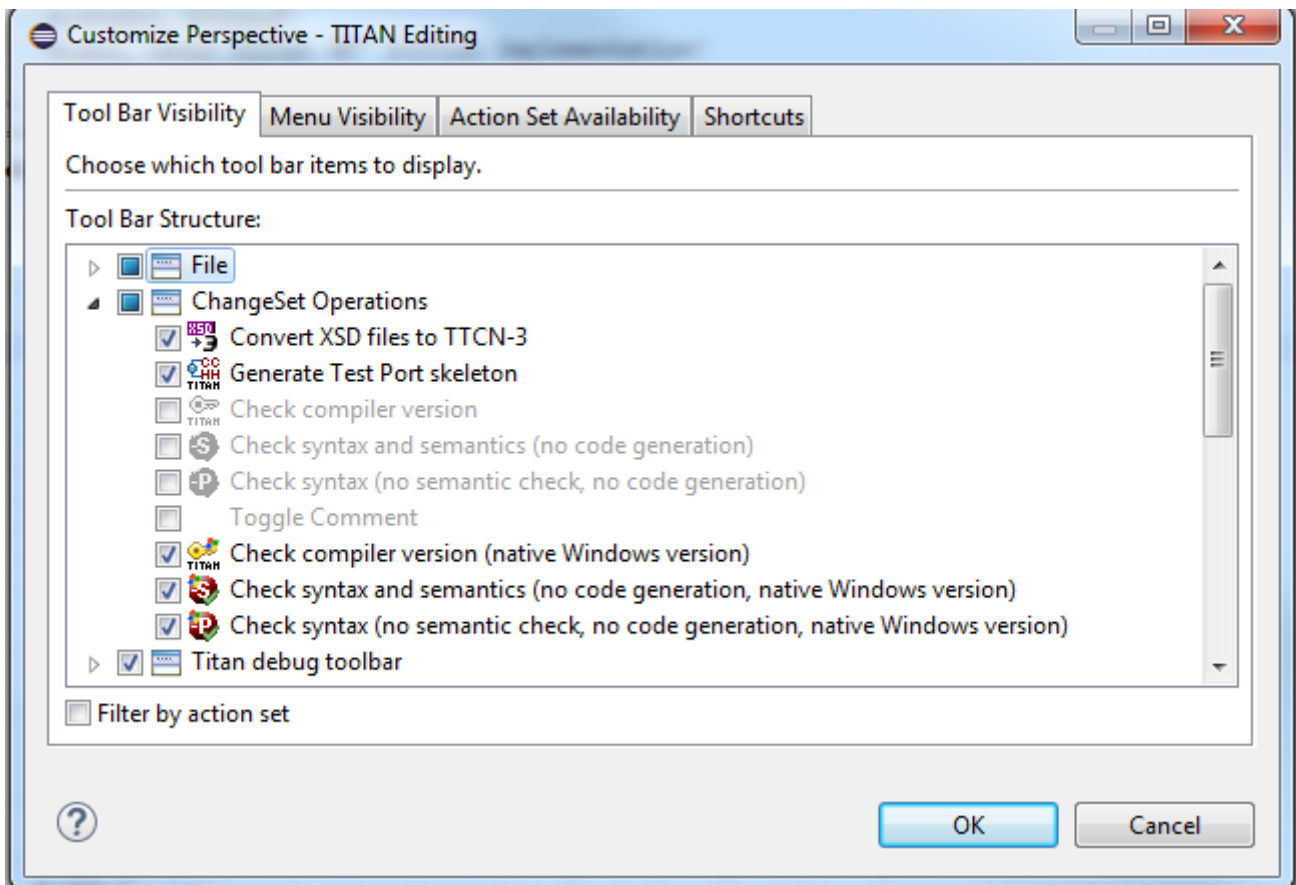 Customize Perspective - TITAN Editing
Tool Bar Visibility Menu Visibility Action Set Availability Shortcuts
Choose which tool bar items to display.
Tool Bar Structure:
File
ChangeSet Operations
Convert XSD files to TTCN-3
Generate Test Port skeleton
Check compiler version
Check syntax and semantics (no code generation)
Check syntax (no semantic check, no code generation)
Toggle Comment
Check compiler version (native Windows version)
Check syntax and semantics (no code generation, native Windows version)
Check syntax (no semantic check, no code generation, native Windows version)
Titan debug toolbar
Filter by action set
OK Cancel